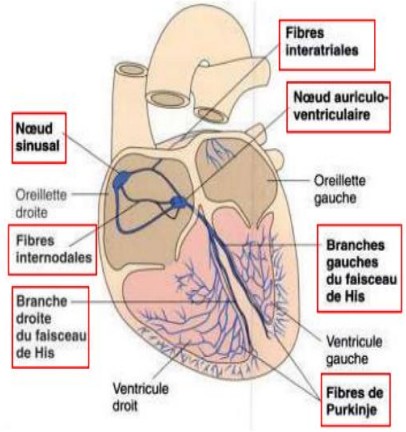 Fibres
interatriales
Nœud auriculo-
ventriculaire
Nœud
sinusal
Oreillette
droite
Oreillette
gauche
Fibres
internodales
Branches
gauches
du faisceau
de His
Branche
droite
du faisceau
de His
Ventricule
gauche
Ventricule
droit
Fibres de
Purkinje